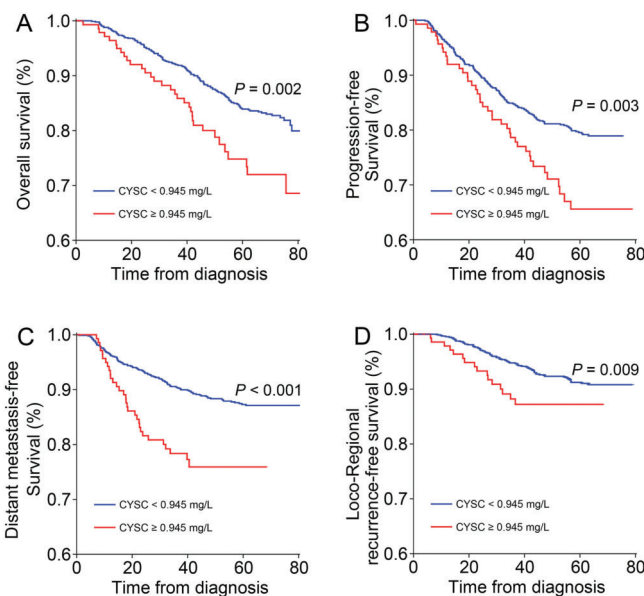 A
Overall survival (%)
1.0
0.9
0.8
0.7
0.6
P = 0.002
CYSC < 0.945 mg/L
CYSC ≥ 0.945 mg/L
0 20 40 60 80
Time from diagnosis
B
Progression-free
Survival (%)
1.0
0.9
0.8
0.7
0.6
P = 0.003
CYSC < 0.945 mg/L
CYSC ≥ 0.945 mg/L
0 20 40 60 80
Time from diagnosis
C
Distant metastasis-free
Survival (%)
1.0
0.9
0.8
0.7
0.6
P < 0.001
CYSC < 0.945 mg/L
CYSC ≥ 0.945 mg/L
0 20 40 60 80
Time from diagnosis
D
Loco-Regional
recurrence-free survival (%)
1.0
0.9
0.8
0.7
0.6
P = 0.009
CYSC < 0.945 mg/L
CYSC ≥ 0.945 mg/L
0 20 40 60 80
Time from diagnosis